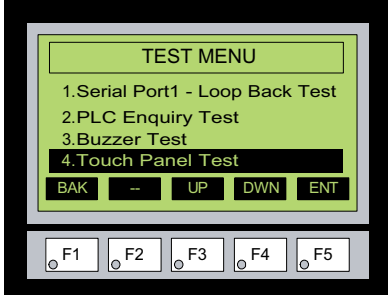 TEST MENU
1.Serial Port1 - Loop Back Test
2.PLC Enquiry Test
3.Buzzer Test
4.Touch Panel Test
BAK -- UP DWN ENT
F1 F2 F3 F4 F5